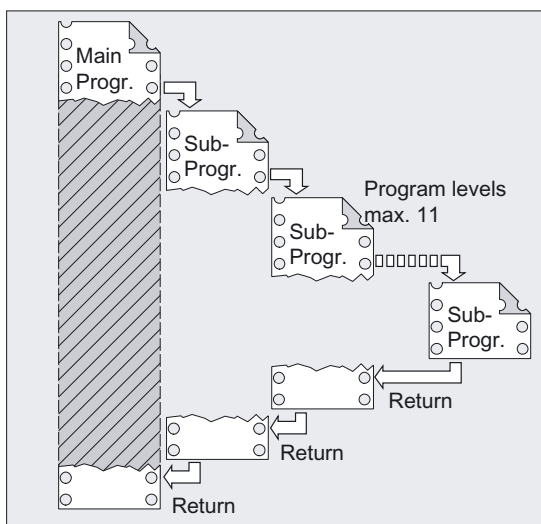 Main
Progr.
Sub-
Progr.
Program levels
max. 11
Sub-
Progr.
Sub-
Progr.
Return
Return
Return